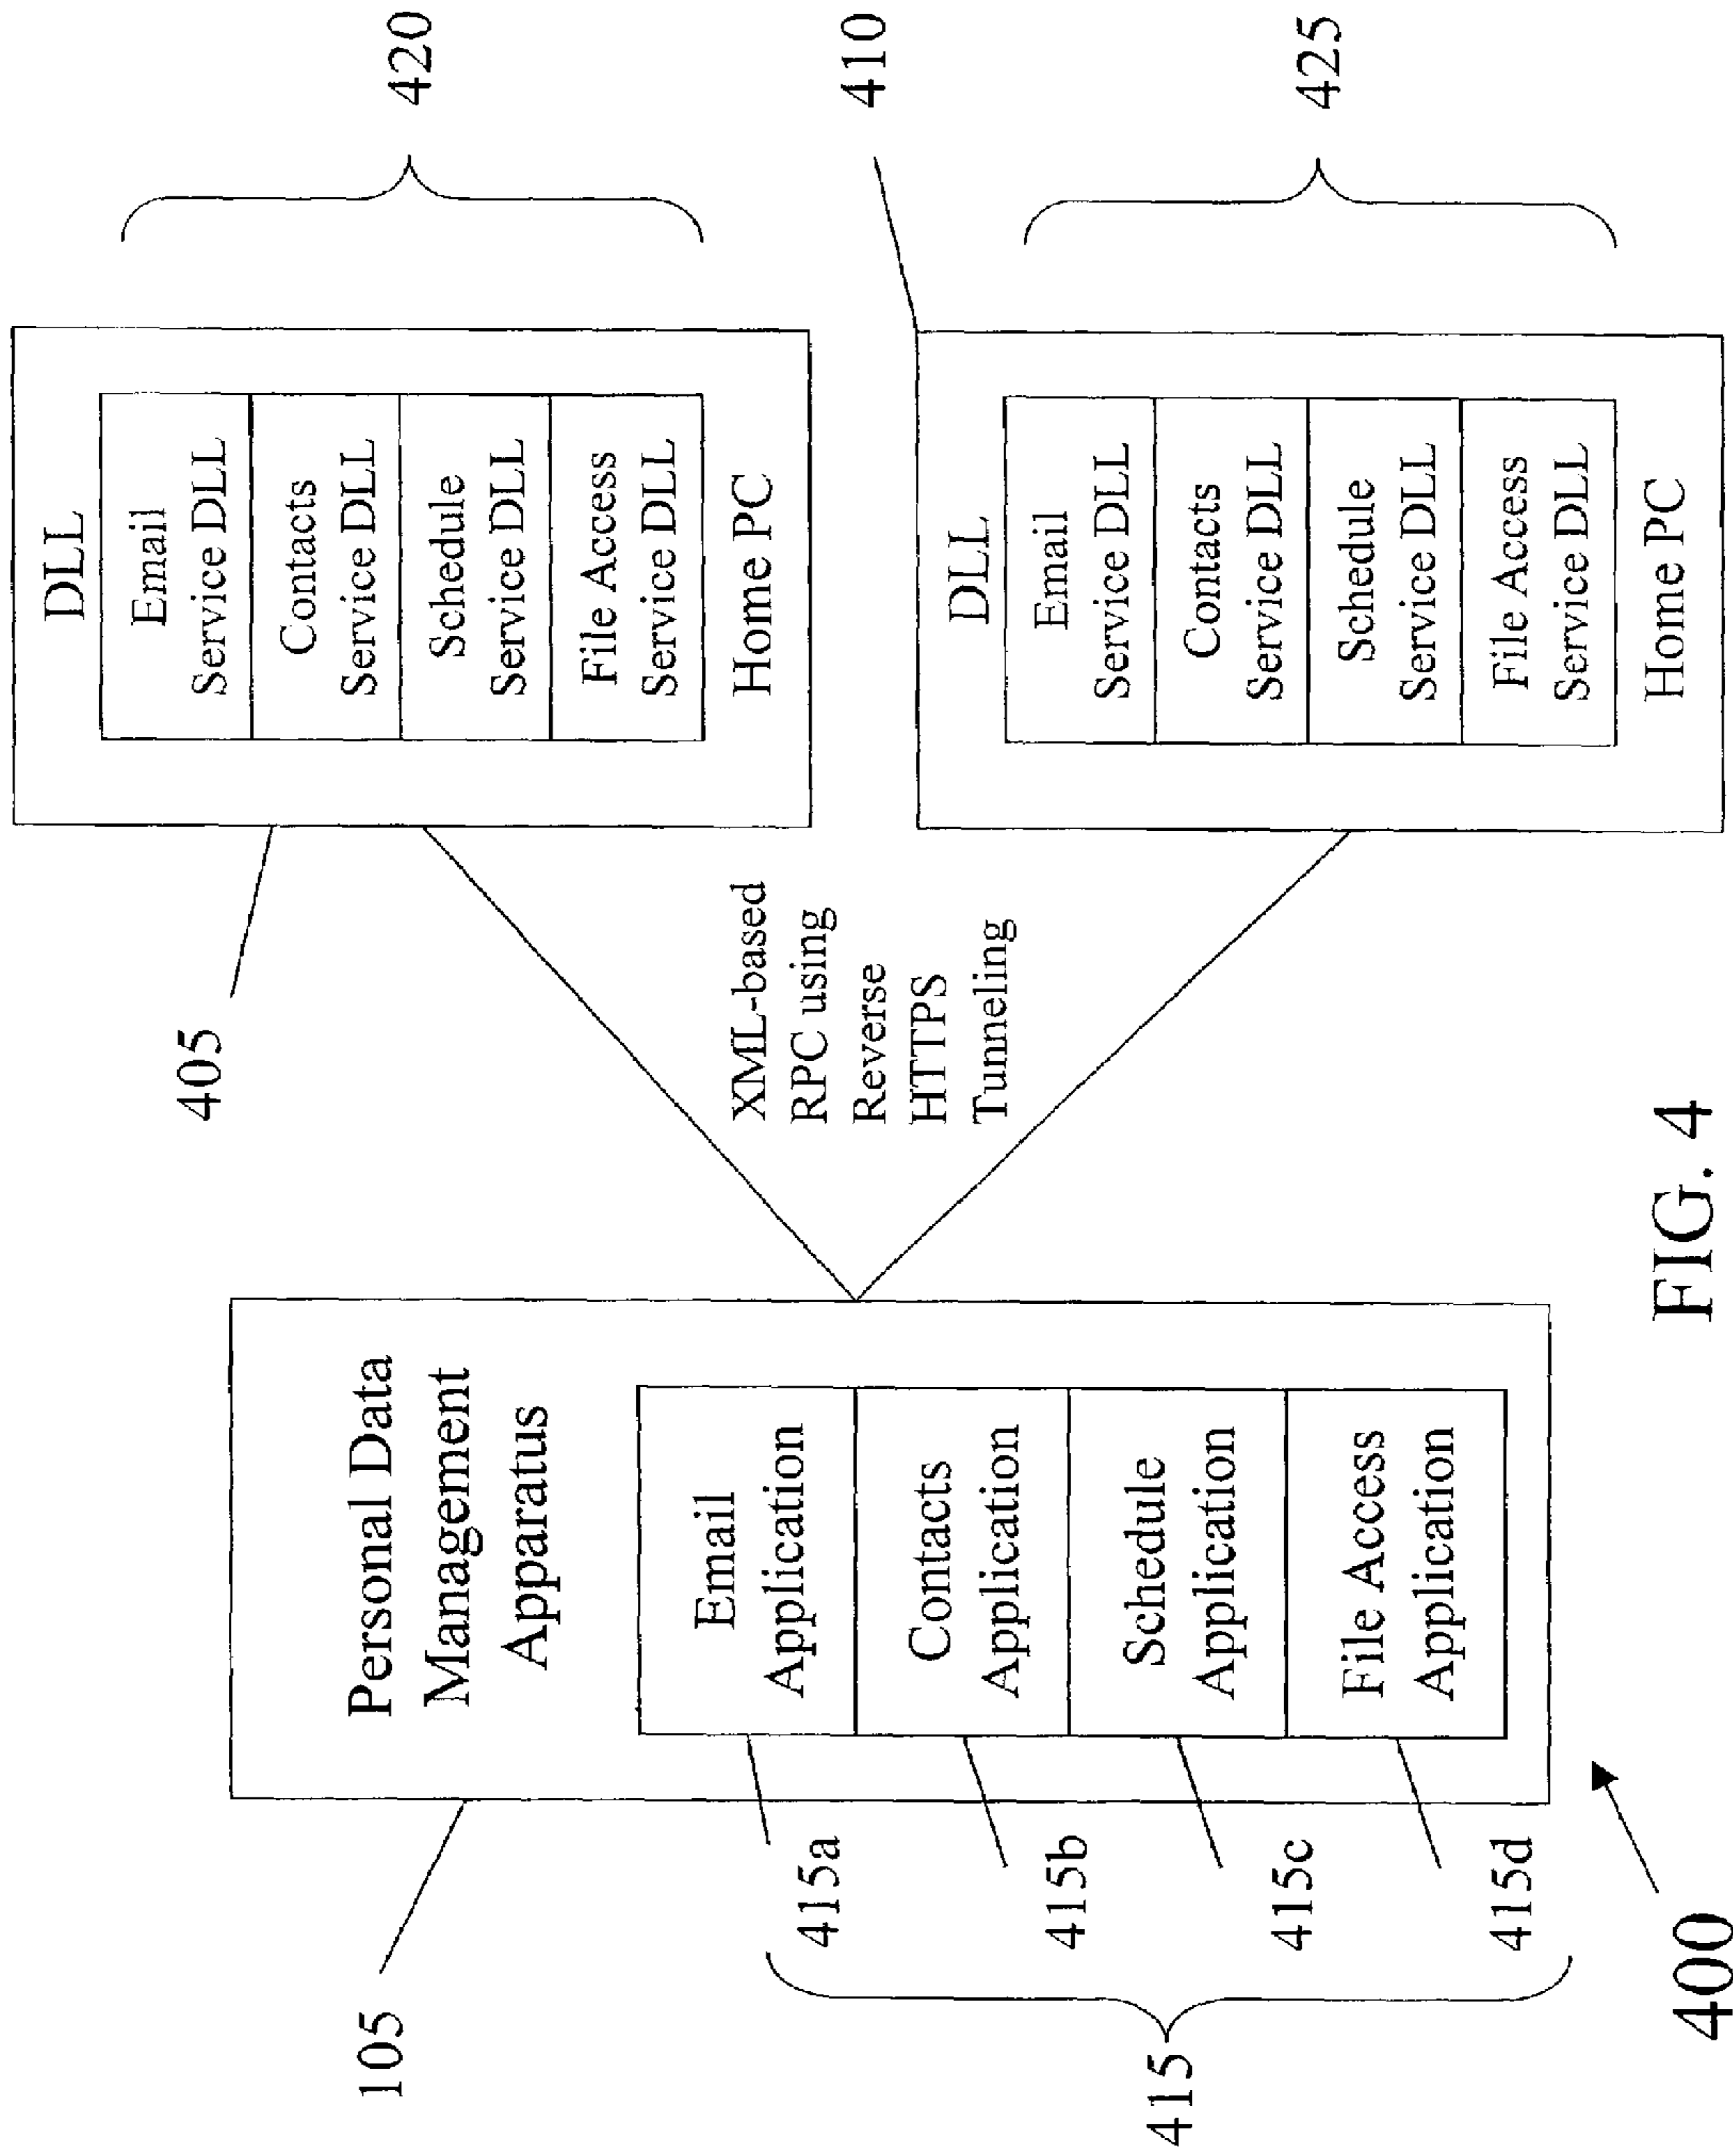 105
Personal Data
Management
Apparatus
Email
Application
Contacts
Application
Schedule
Application
File Access
Application
415a
415b
415c
415d
415
400
405
XML-based
RPC using
Reverse
HTTPS
Tunneling
DLL
Email
Service DLL
Contacts
Service DLL
Schedule
Service DLL
File Access
Service DLL
Home PC
420
410
DLL
Email
Service DLL
Contacts
Service DLL
Schedule
Service DLL
File Access
Service DLL
Home PC
425
FIG. 4